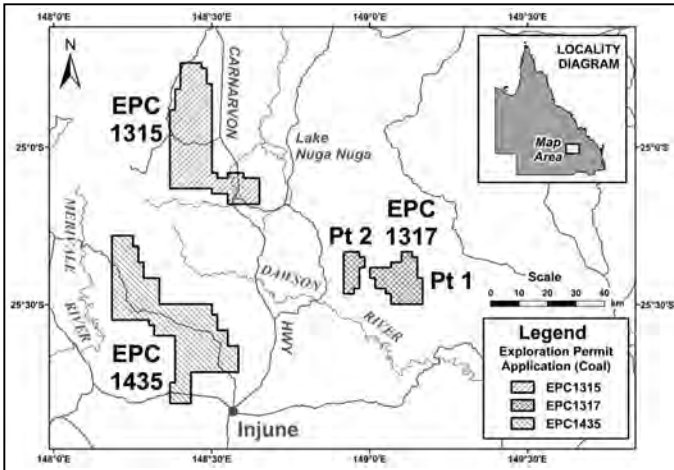 148°0'E 148°30'E 149°0'E 149°30'E
N
LOCALITY
DIAGRAM
Map
Area
EPC
1315
CARNARVON
Lake
Nuga Nuga
25°0'S
25°0'S
EPC
1317
Pt 2
Pt 1
MERIVALE
RIVER
DAWSON
RIVER
HWY
Scale
0 10 20 30 40
km
25°30'S
25°30'S
EPC
1435
Injune
Legend
Exploration Permit
Application (Coal)
EPC1315
EPC1317
EPC1435
148°0'E 148°30'E 149°0'E 149°30'E